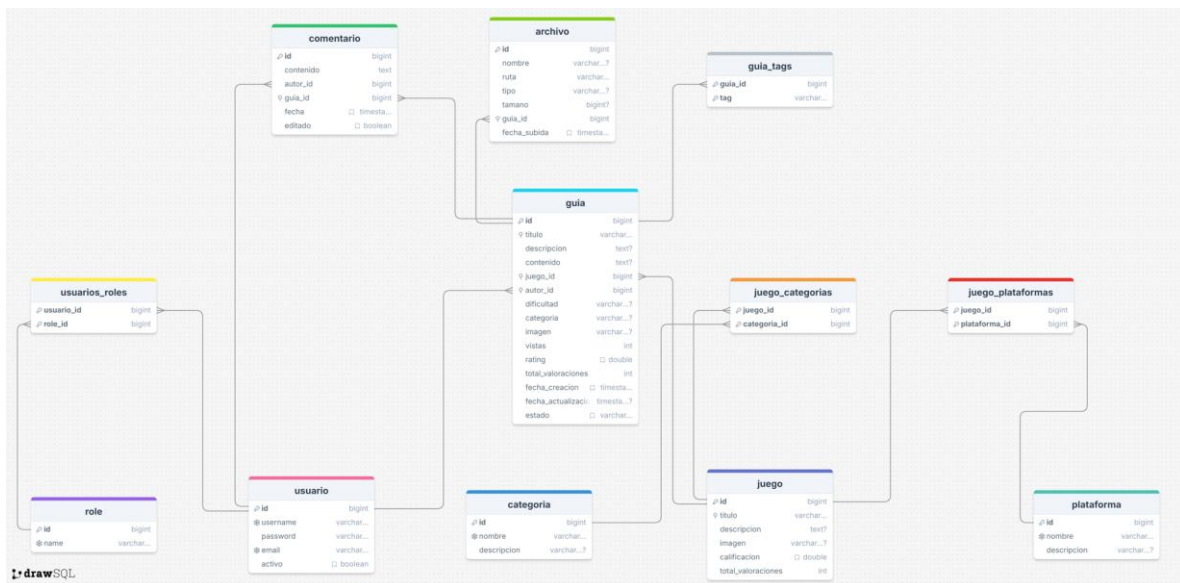 comentario
id bigint
contenido text
autor_id bigint
guia_id bigint
fecha timesta...
editado boolean
archivo
id bigint
nombre varchar...?
ruta varchar...
tipo varchar...?
tamano bigint?
guia_id bigint
fecha_subida timesta...
guia_tags
guia_id bigint
tag varchar...
guia
id bigint
titulo varchar...
descripcion text?
contenido text?
juego_id bigint
autor_id bigint
dificultad varchar...?
categoria varchar...?
imagen varchar...?
vistas int
rating double
total_valoraciones int
fecha_creacion timesta...
fecha_actualizaci: timesta...?
estado varchar...
usuarios_roles
usuario_id bigint
role_id bigint
juego_categorias
juego_id bigint
categoria_id bigint
juego_plataformas
juego_id bigint
plataforma_id bigint
role
id bigint
name varchar...
usuario
id bigint
username varchar...
password varchar...
email varchar...
activo boolean
categoria
id bigint
nombre varchar...
descripcion varchar...?
juego
id bigint
titulo varchar...
descripcion text?
imagen varchar...?
calificacion double
total_valoraciones int
plataforma
id bigint
nombre varchar...
descripcion varchar...?
drawSQL